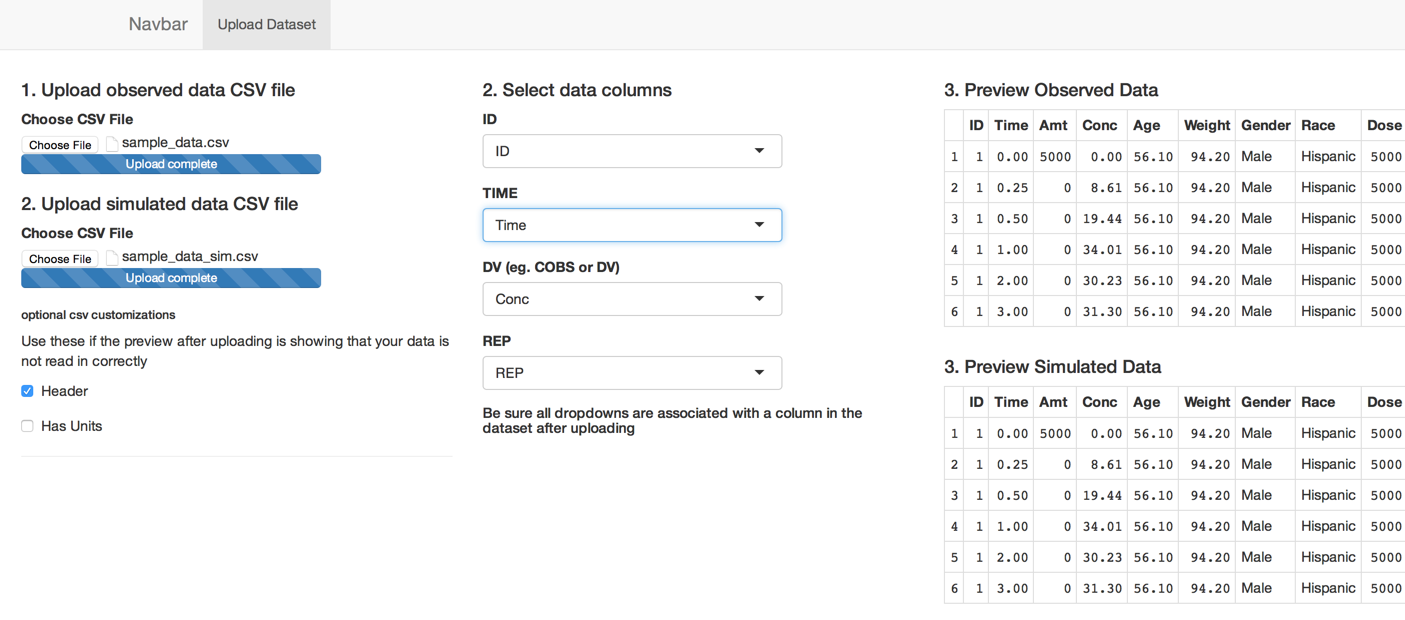 Navbar
Upload Dataset
1. Upload observed data CSV file
Choose CSV File
Choose File sample_data.csv
Upload complete
2. Upload simulated data CSV file
Choose CSV File
Choose File sample_data_sim.csv
Upload complete
optional csv customizations
Use these if the preview after uploading is showing that your data is
not read in correctly
Header
Has Units
2. Select data columns
ID
ID
TIME
Time
DV (eg. COBS or DV)
Conc
REP
REP
Be sure all dropdowns are associated with a column in the
dataset after uploading
3. Preview Observed Data
ID Time Amt Conc Age Weight Gender Race Dose
1 1 0.00 5000 0.00 56.10 94.20 Male Hispanic 5000
2 1 0.25 0 8.61 56.10 94.20 Male Hispanic 5000
3 1 0.50 0 19.44 56.10 94.20 Male Hispanic 5000
4 1 1.00 0 34.01 56.10 94.20 Male Hispanic 5000
5 1 2.00 0 30.23 56.10 94.20 Male Hispanic 5000
6 1 3.00 0 31.30 56.10 94.20 Male Hispanic 5000
3. Preview Simulated Data
ID Time Amt Conc Age Weight Gender Race Dose
1 1 0.00 5000 0.00 56.10 94.20 Male Hispanic 5000
2 1 0.25 0 8.61 56.10 94.20 Male Hispanic 5000
3 1 0.50 0 19.44 56.10 94.20 Male Hispanic 5000
4 1 1.00 0 34.01 56.10 94.20 Male Hispanic 5000
5 1 2.00 0 30.23 56.10 94.20 Male Hispanic 5000
6 1 3.00 0 31.30 56.10 94.20 Male Hispanic 5000